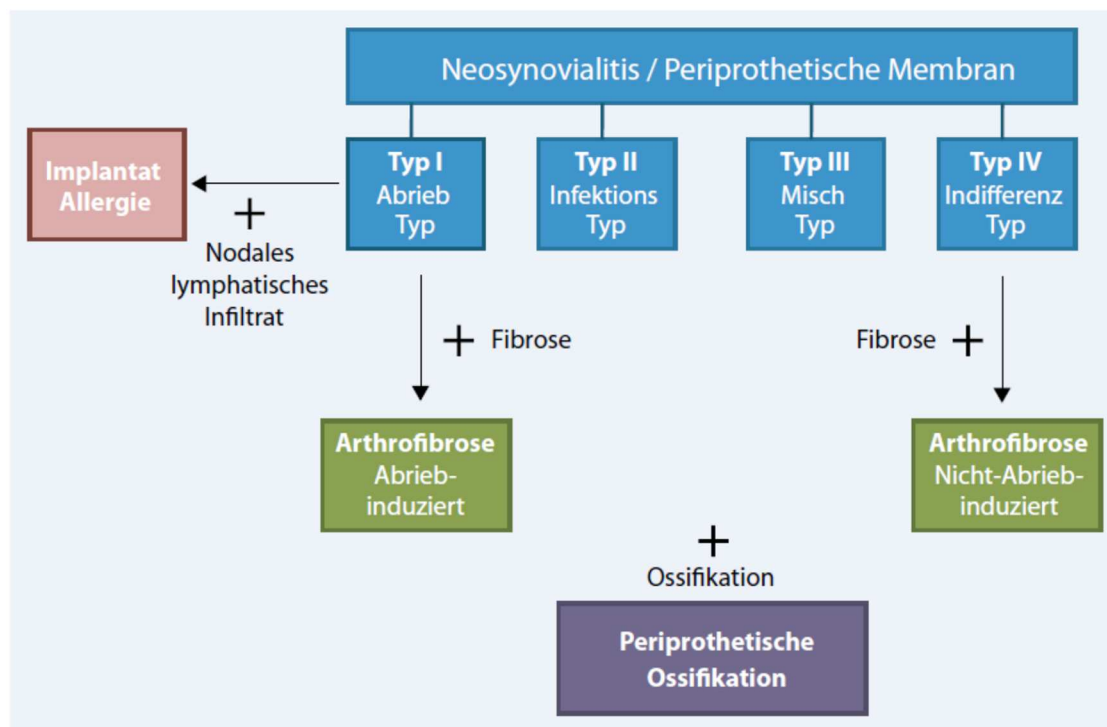 Neosynovialitis / Periprothetische Membran
Implantat
Allergie
+
Nodales
lymphatisches
Infiltrat
Typ I
Abrieb
Typ
Typ II
Infektions
Typ
Typ III
Misch
Typ
Typ IV
Indifferenz
Typ
+ Fibrose
Fibrose +
Arthrofibrose
Abrieb-
induziert
Arthrofibrose
Nicht-Abrieb-
induziert
+
Ossifikation
Periprothetische
Ossifikation